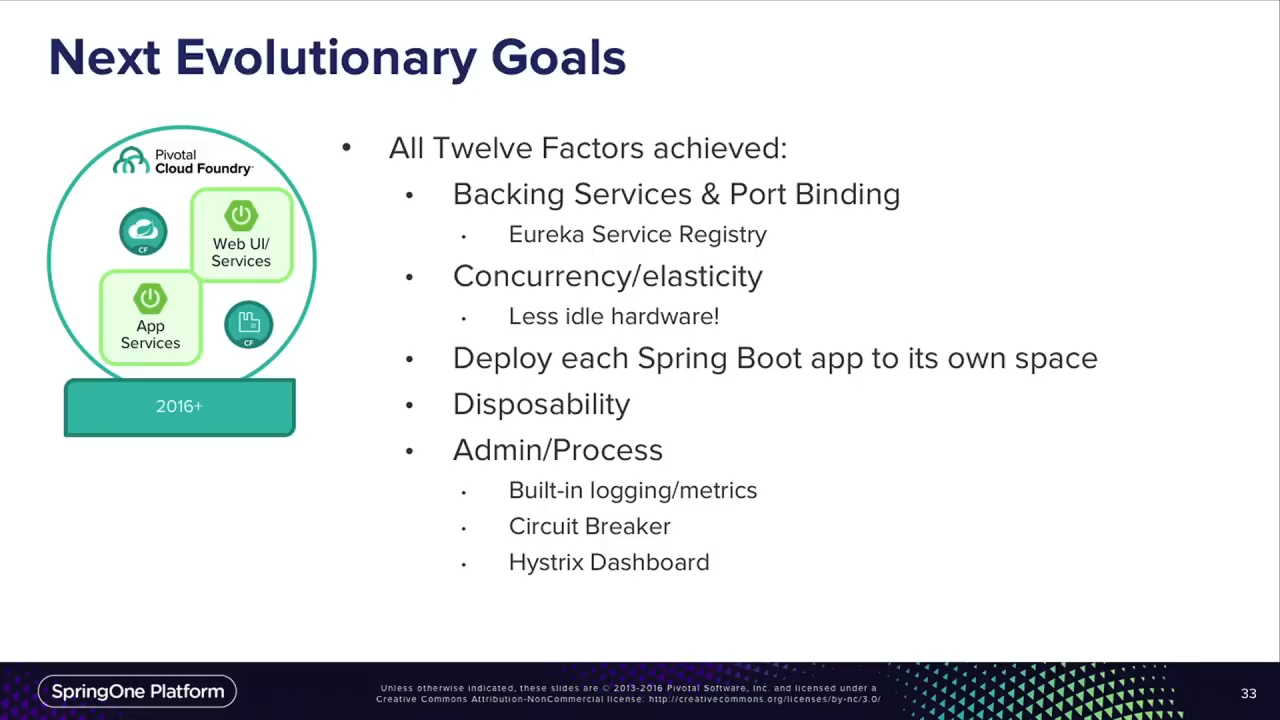 Next Evolutionary Goals
Pivotal
Cloud Foundry
CF
Web UI/
Services
App
Services
CF
2016+
• All Twelve Factors achieved:
• Backing Services & Port Binding
• Eureka Service Registry
• Concurrency/elasticity
• Less idle hardware!
• Deploy each Spring Boot app to its own space
• Disposability
• Admin/Process
• Built-in logging/metrics
• Circuit Breaker
• Hystrix Dashboard
SpringOne Platform
Unless otherwise indicated, these slides are © 2013-2016 Pivotal Software, Inc. and licensed under a
Creative Commons Attribution-NonCommercial license: http://creativecommons.org/licenses/by-nc/3.0/
33